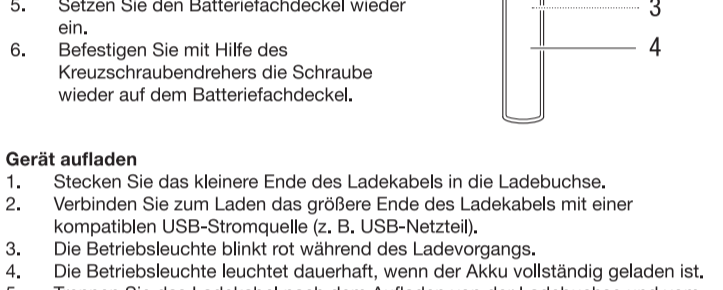 5. Setzen Sie den Batteriefachdeckel wieder
ein.
6. Befestigen Sie mit Hilfe des
Kreuzschraubendrehers die Schraube
wieder auf dem Batteriefachdeckel.
3
4
Gerät aufladen
1. Stecken Sie das kleinere Ende des Ladekabels in die Ladebuchse.
2. Verbinden Sie zum Laden das größere Ende des Ladekabels mit einer
kompatiblen USB-Stromquelle (z. B. USB-Netzteil).
3. Die Betriebsleuchte blinkt rot während des Ladevorgangs.
4. Die Betriebsleuchte leuchtet dauerhaft, wenn der Akku vollständig geladen ist.